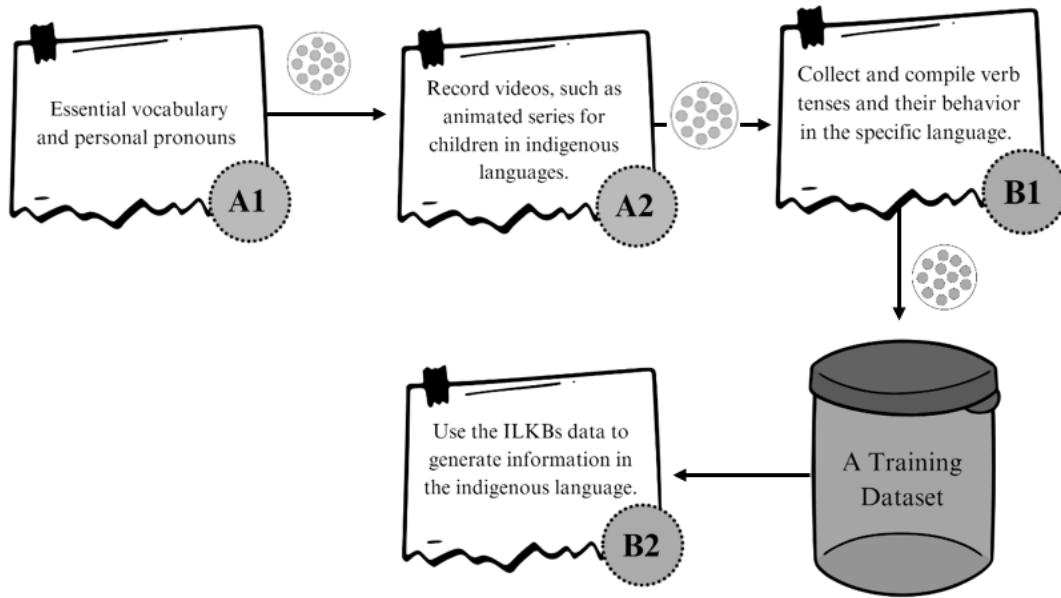 Essential vocabulary
and personal pronouns
A1
Record videos, such as
animated series for
children in indigenous
languages.
A2
Collect and compile verb
tenses and their behavior
in the specific language.
B1
A Training
Dataset
Use the ILKBs data to
generate information in
the indigenous language.
B2